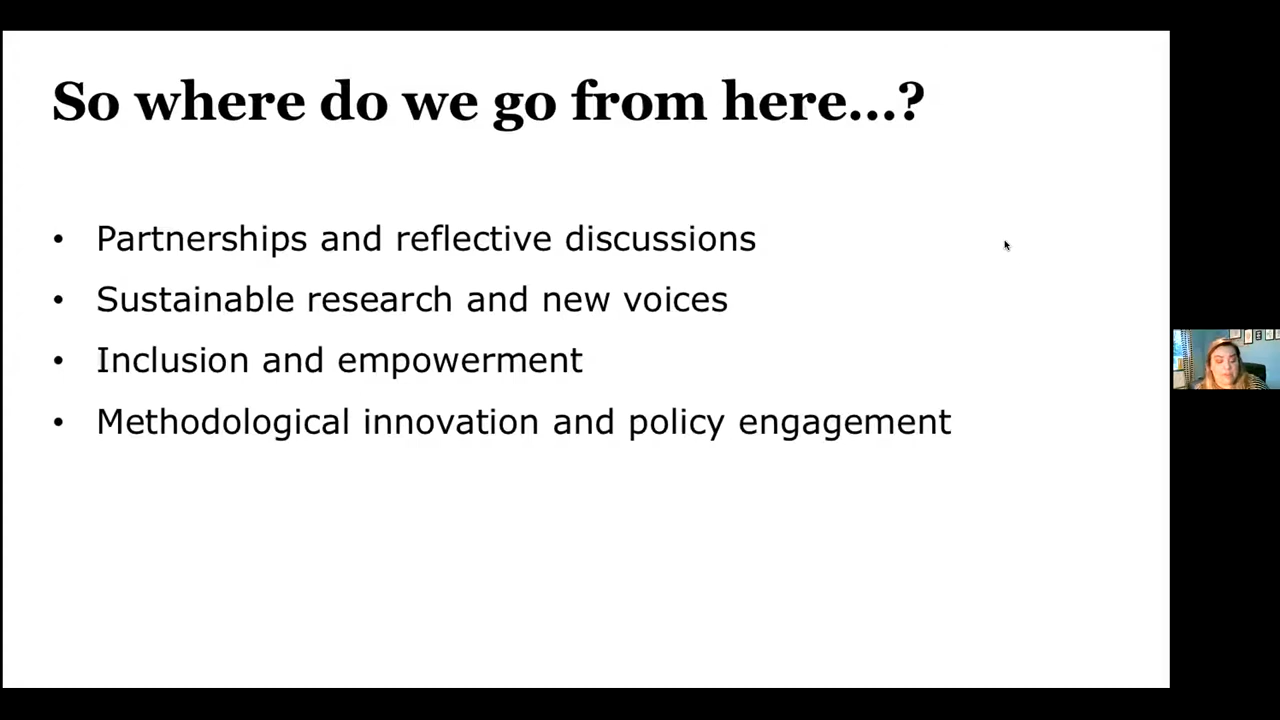 So where do we go from here...?
• Partnerships and reflective discussions
• Sustainable research and new voices
• Inclusion and empowerment
• Methodological innovation and policy engagement